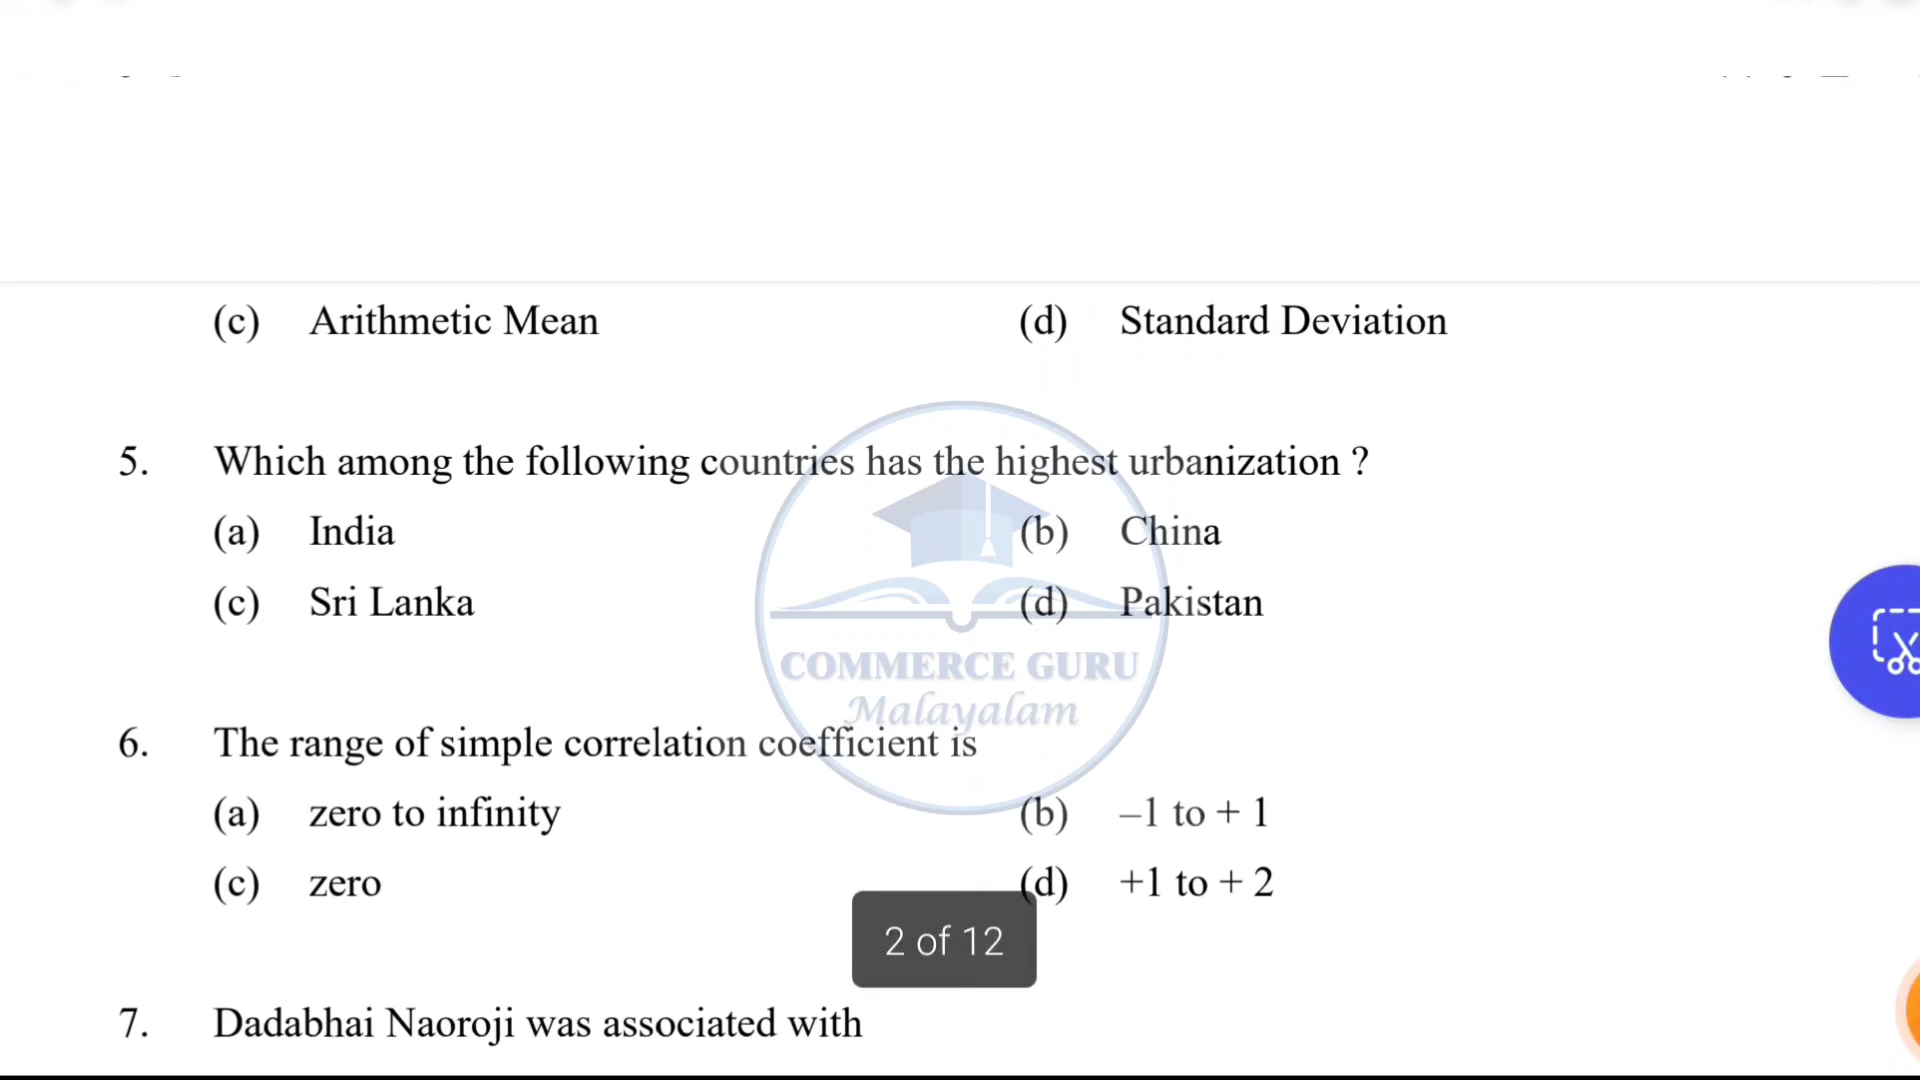 (c) Arithmetic Mean (d) Standard Deviation
5. Which among the following countries has the highest urbanization ?
(a) India (b) China
(c) Sri Lanka (d) Pakistan
COMMERCE GURU
Malayalam
6. The range of simple correlation coefficient is
(a) zero to infinity (b) –1 to + 1
(c) zero (d) +1 to + 2
2 of 12
7. Dadabhai Naoroji was associated with